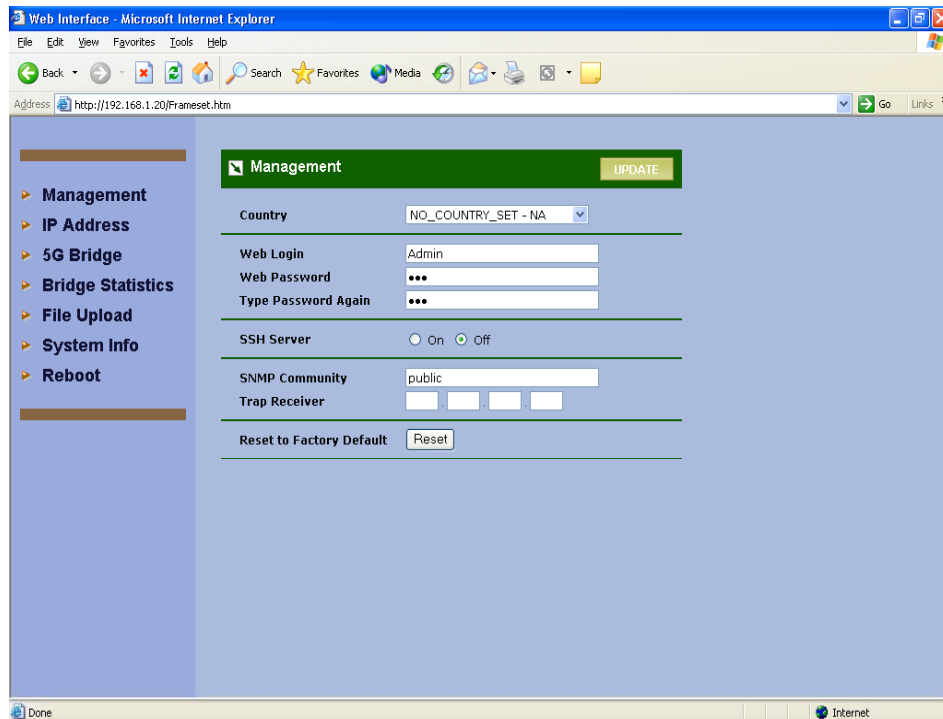 Web Interface - Microsoft Internet Explorer
File Edit View Favorites Tools Help
Back Search Favorites Media
Address http://192.168.1.20/Frameset.htm Go Links
Management
IP Address
5G Bridge
Bridge Statistics
File Upload
System Info
Reboot
Management UPDATE
Country NO_COUNTRY_SET - NA
Web Login Admin
Web Password •••
Type Password Again •••
SSH Server On Off
SNMP Community public
Trap Receiver . . .
Reset to Factory Default Reset
Done Internet